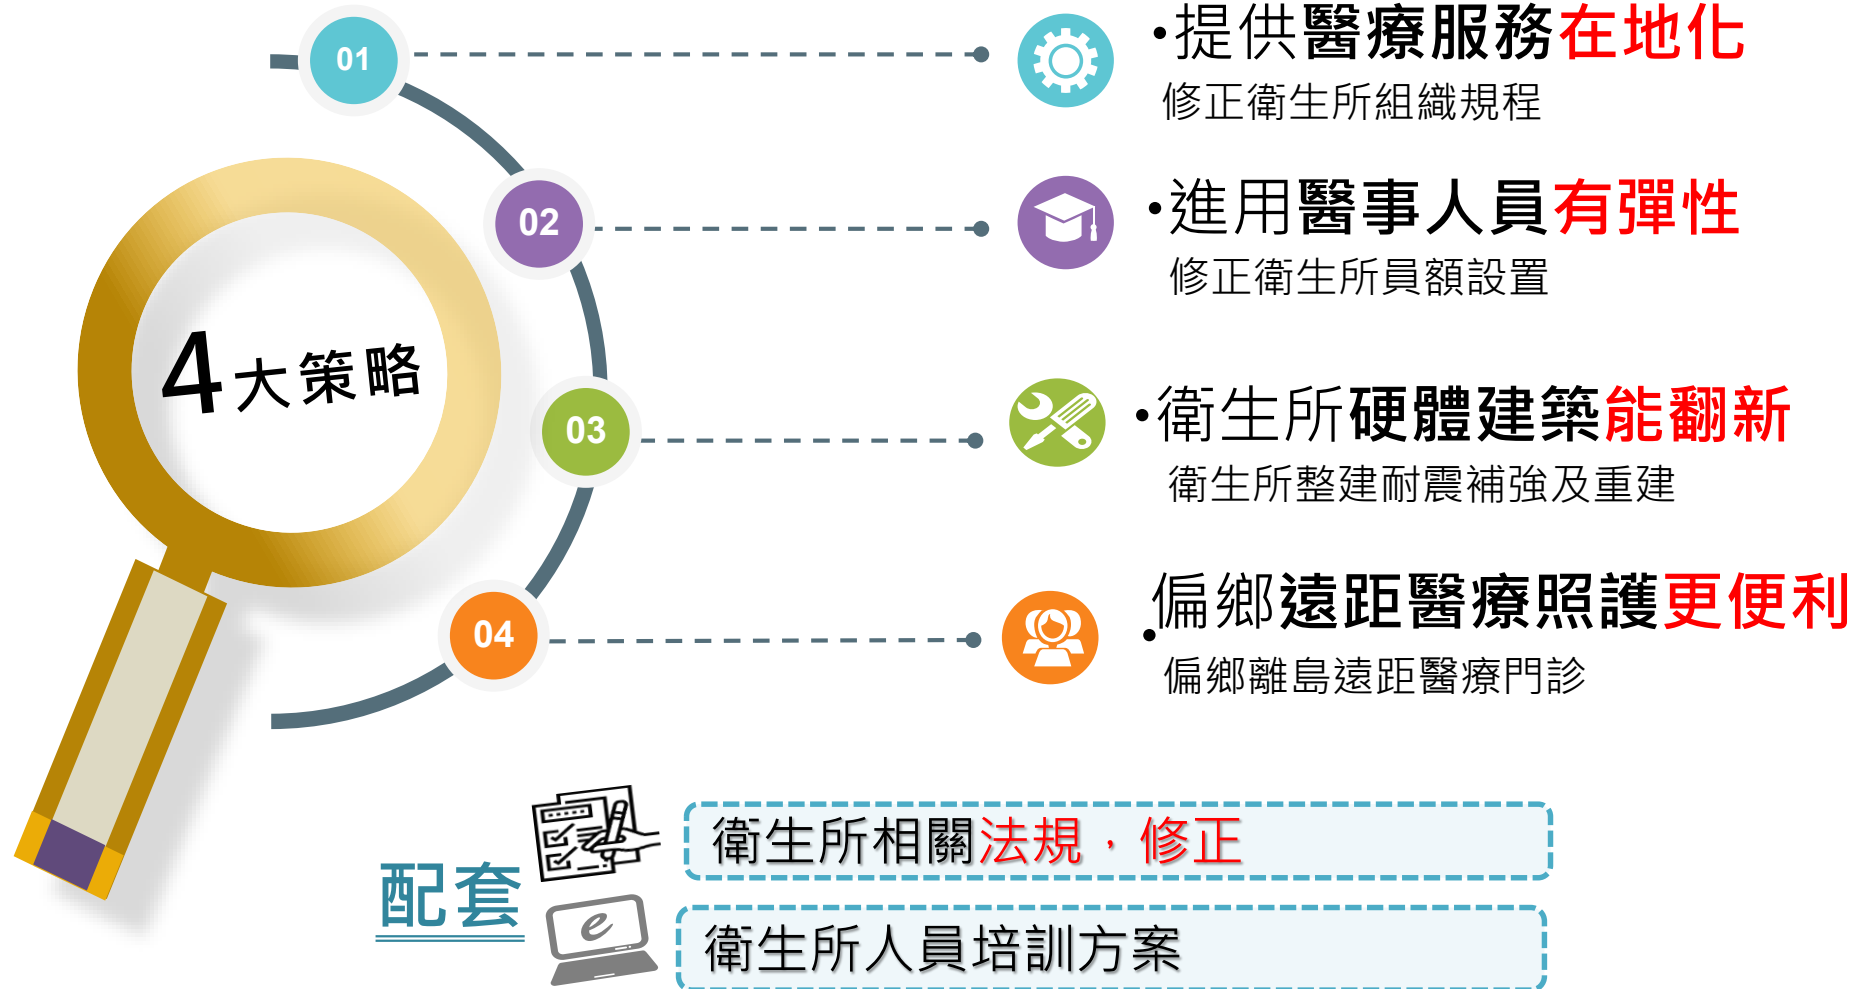 4大策略
01
•提供醫療服務在地化
修正衛生所組織規程
02
•進用醫事人員有彈性
修正衛生所員額設置
03
•衛生所硬體建築能翻新
衛生所整建耐震補強及重建
04
•偏鄉遠距醫療照護更便利
偏鄉離島遠距醫療門診
配套
衛生所相關法規‧修正
e
衛生所人員培訓方案